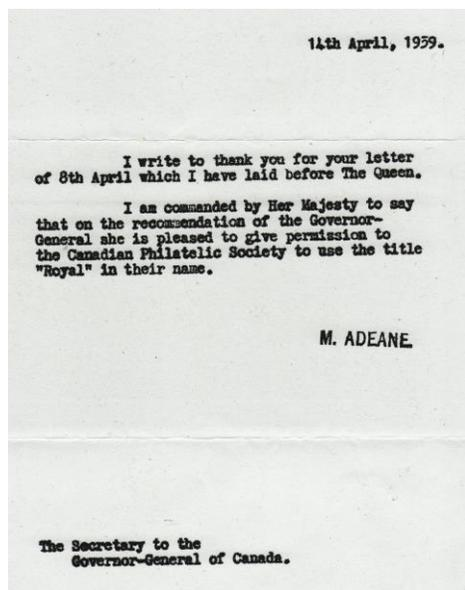 14th April, 1959.
I write to thank you for your letter
of 8th April which I have laid before The Queen.
I am commanded by Her Majesty to say
that on the recommendation of the Governor-
General she is pleased to give permission to
the Canadian Philatelic Society to use the title
"Royal" in their name.
M. ADEANE
The Secretary to the
Governor-General of Canada.